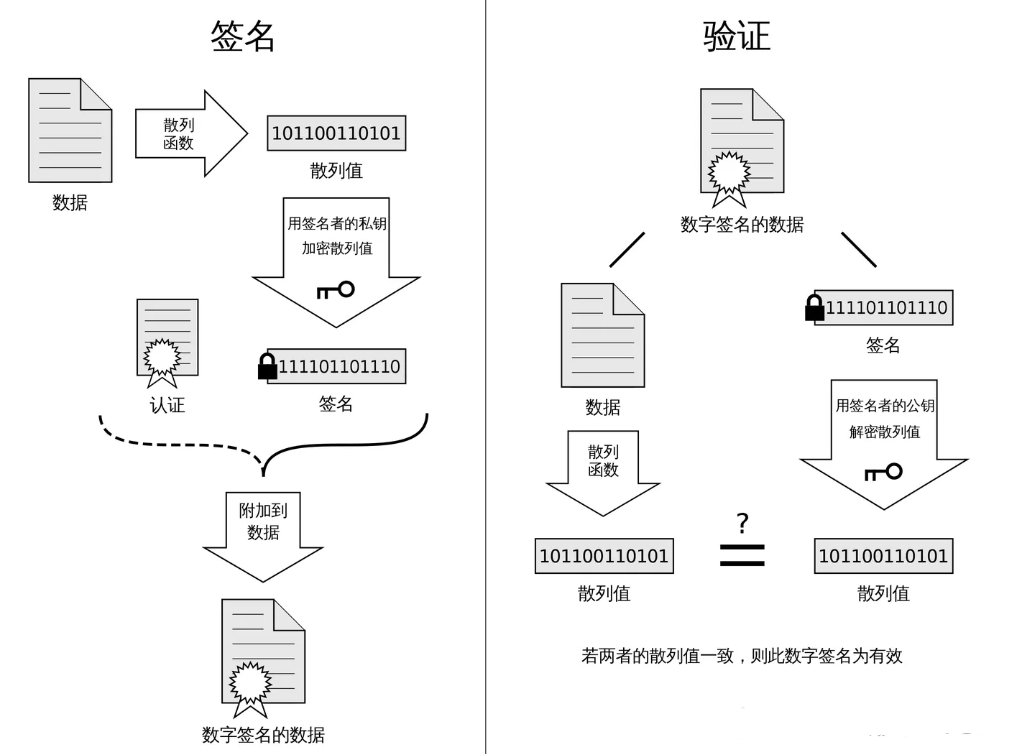 签名
散列
函数
101100110101
散列值
数据
用签名者的私钥
加密散列值
认证
111101101110
签名
附加到
数据
数字签名的数据
验证
数字签名的数据
数据
111101101110
签名
散列
函数
用签名者的公钥
解密散列值
?
101100110101
101100110101
散列值
散列值
若两者的散列值一致，则此数字签名为有效